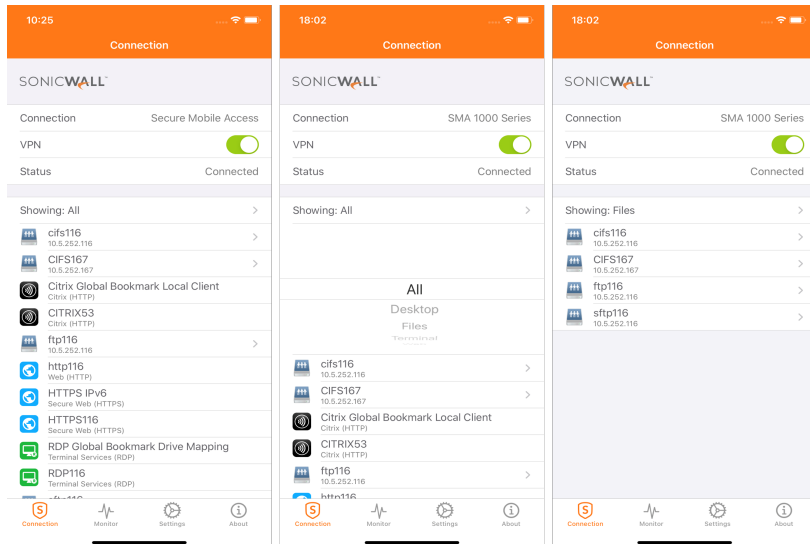 10:25
Connection
SONICWALL
Connection Secure Mobile Access
VPN
Status Connected
Showing: All
cifs116
10.5.252.116
CIFS167
10.5.252.167
Citrix Global Bookmark Local Client
Citrix (HTTP)
CITRIX53
Citrix (HTTP)
ftp116
10.5.252.116
http116
Web (HTTP)
HTTPS IPv6
Secure Web (HTTPS)
HTTPS116
Secure Web (HTTPS)
RDP Global Bookmark Drive Mapping
Terminal Services (RDP)
RDP116
Terminal Services (RDP)
Connection Monitor Settings About
18:02
Connection
SONICWALL
Connection SMA 1000 Series
VPN
Status Connected
Showing: All
All
Desktop
Files
Terminal
cifs116
10.5.252.116
CIFS167
10.5.252.167
Citrix Global Bookmark Local Client
Citrix (HTTP)
CITRIX53
Citrix (HTTP)
ftp116
10.5.252.116
http116
Connection Monitor Settings About
18:02
Connection
SONICWALL
Connection SMA 1000 Series
VPN
Status Connected
Showing: Files
cifs116
10.5.252.116
CIFS167
10.5.252.167
ftp116
10.5.252.116
sftp116
10.5.252.116
Connection Monitor Settings About